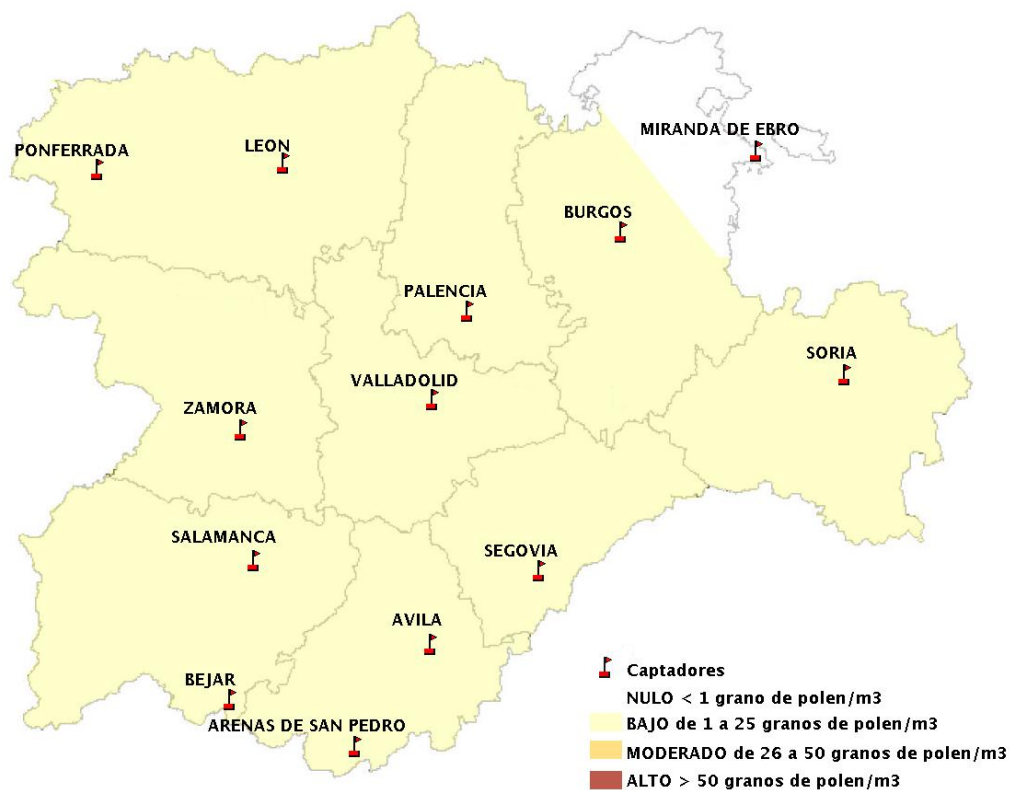 MIRANDA DE EBRO
PONFERRADA
LEON
BURGOS
PALENCIA
SORIA
VALLADOLID
ZAMORA
SALAMANCA
SEGOVIA
AVILA
BEJAR
ARENAS DE SAN PEDRO
Captadores
NULO < 1 grano de polen/m3
BAJO de 1 a 25 granos de polen/m3
MODERADO de 26 a 50 granos de polen/m3
ALTO > 50 granos de polen/m3